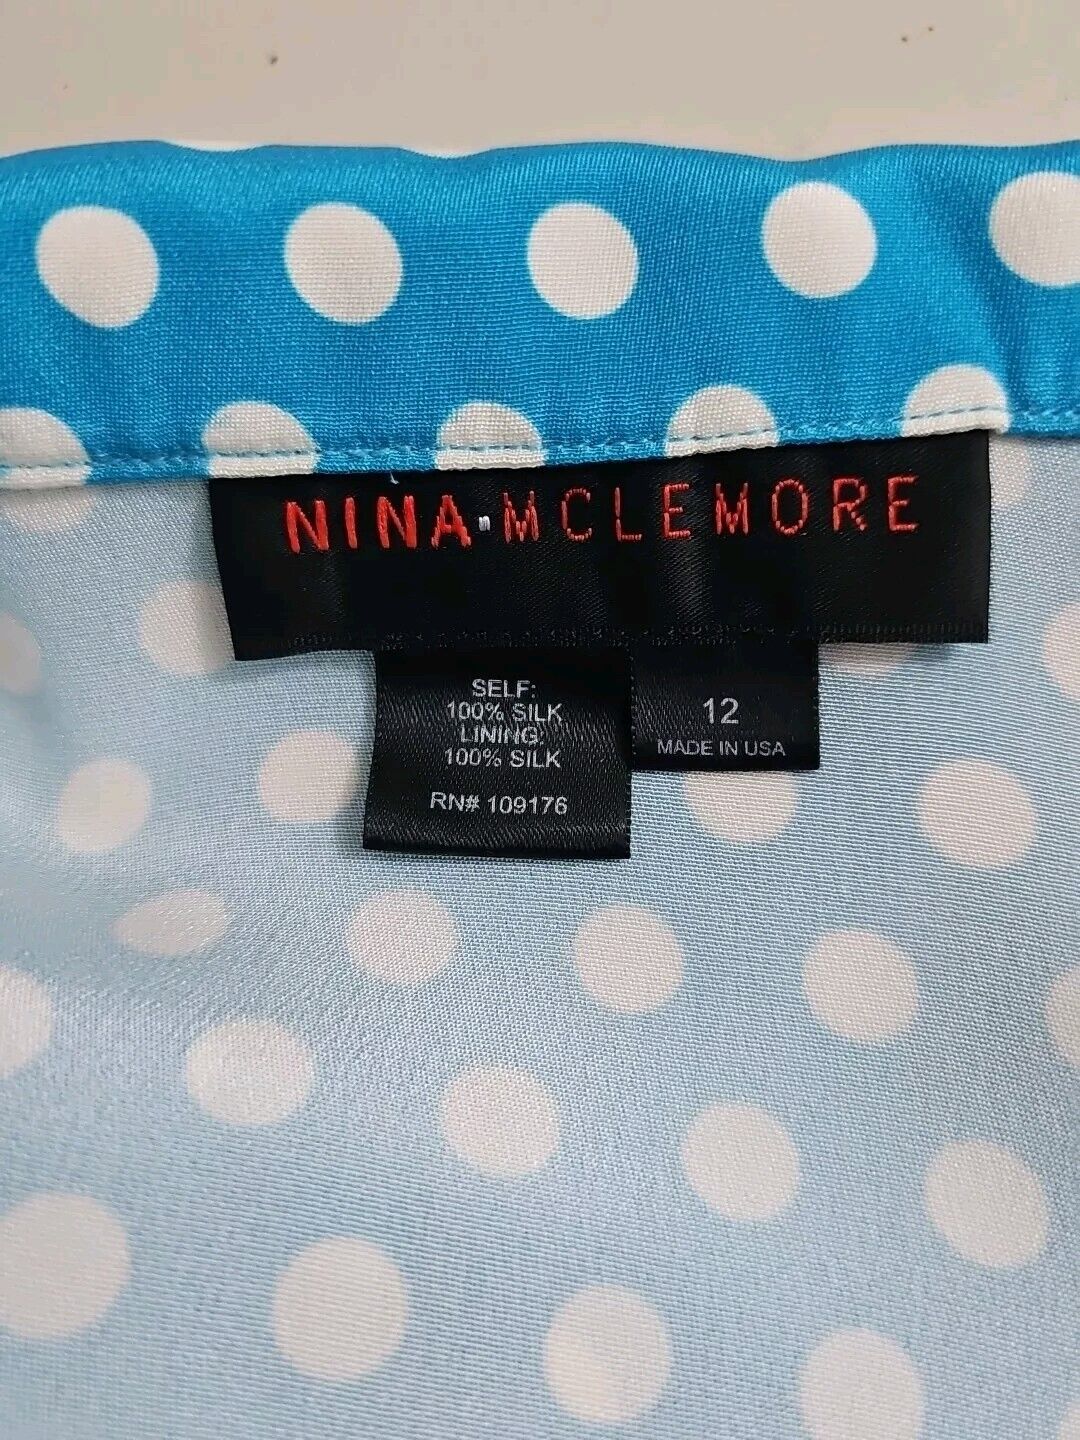 NINA·MCLEMORE
SELF:
100% SILK
LINING:
100% SILK
RN# 109176
12
MADE IN USA